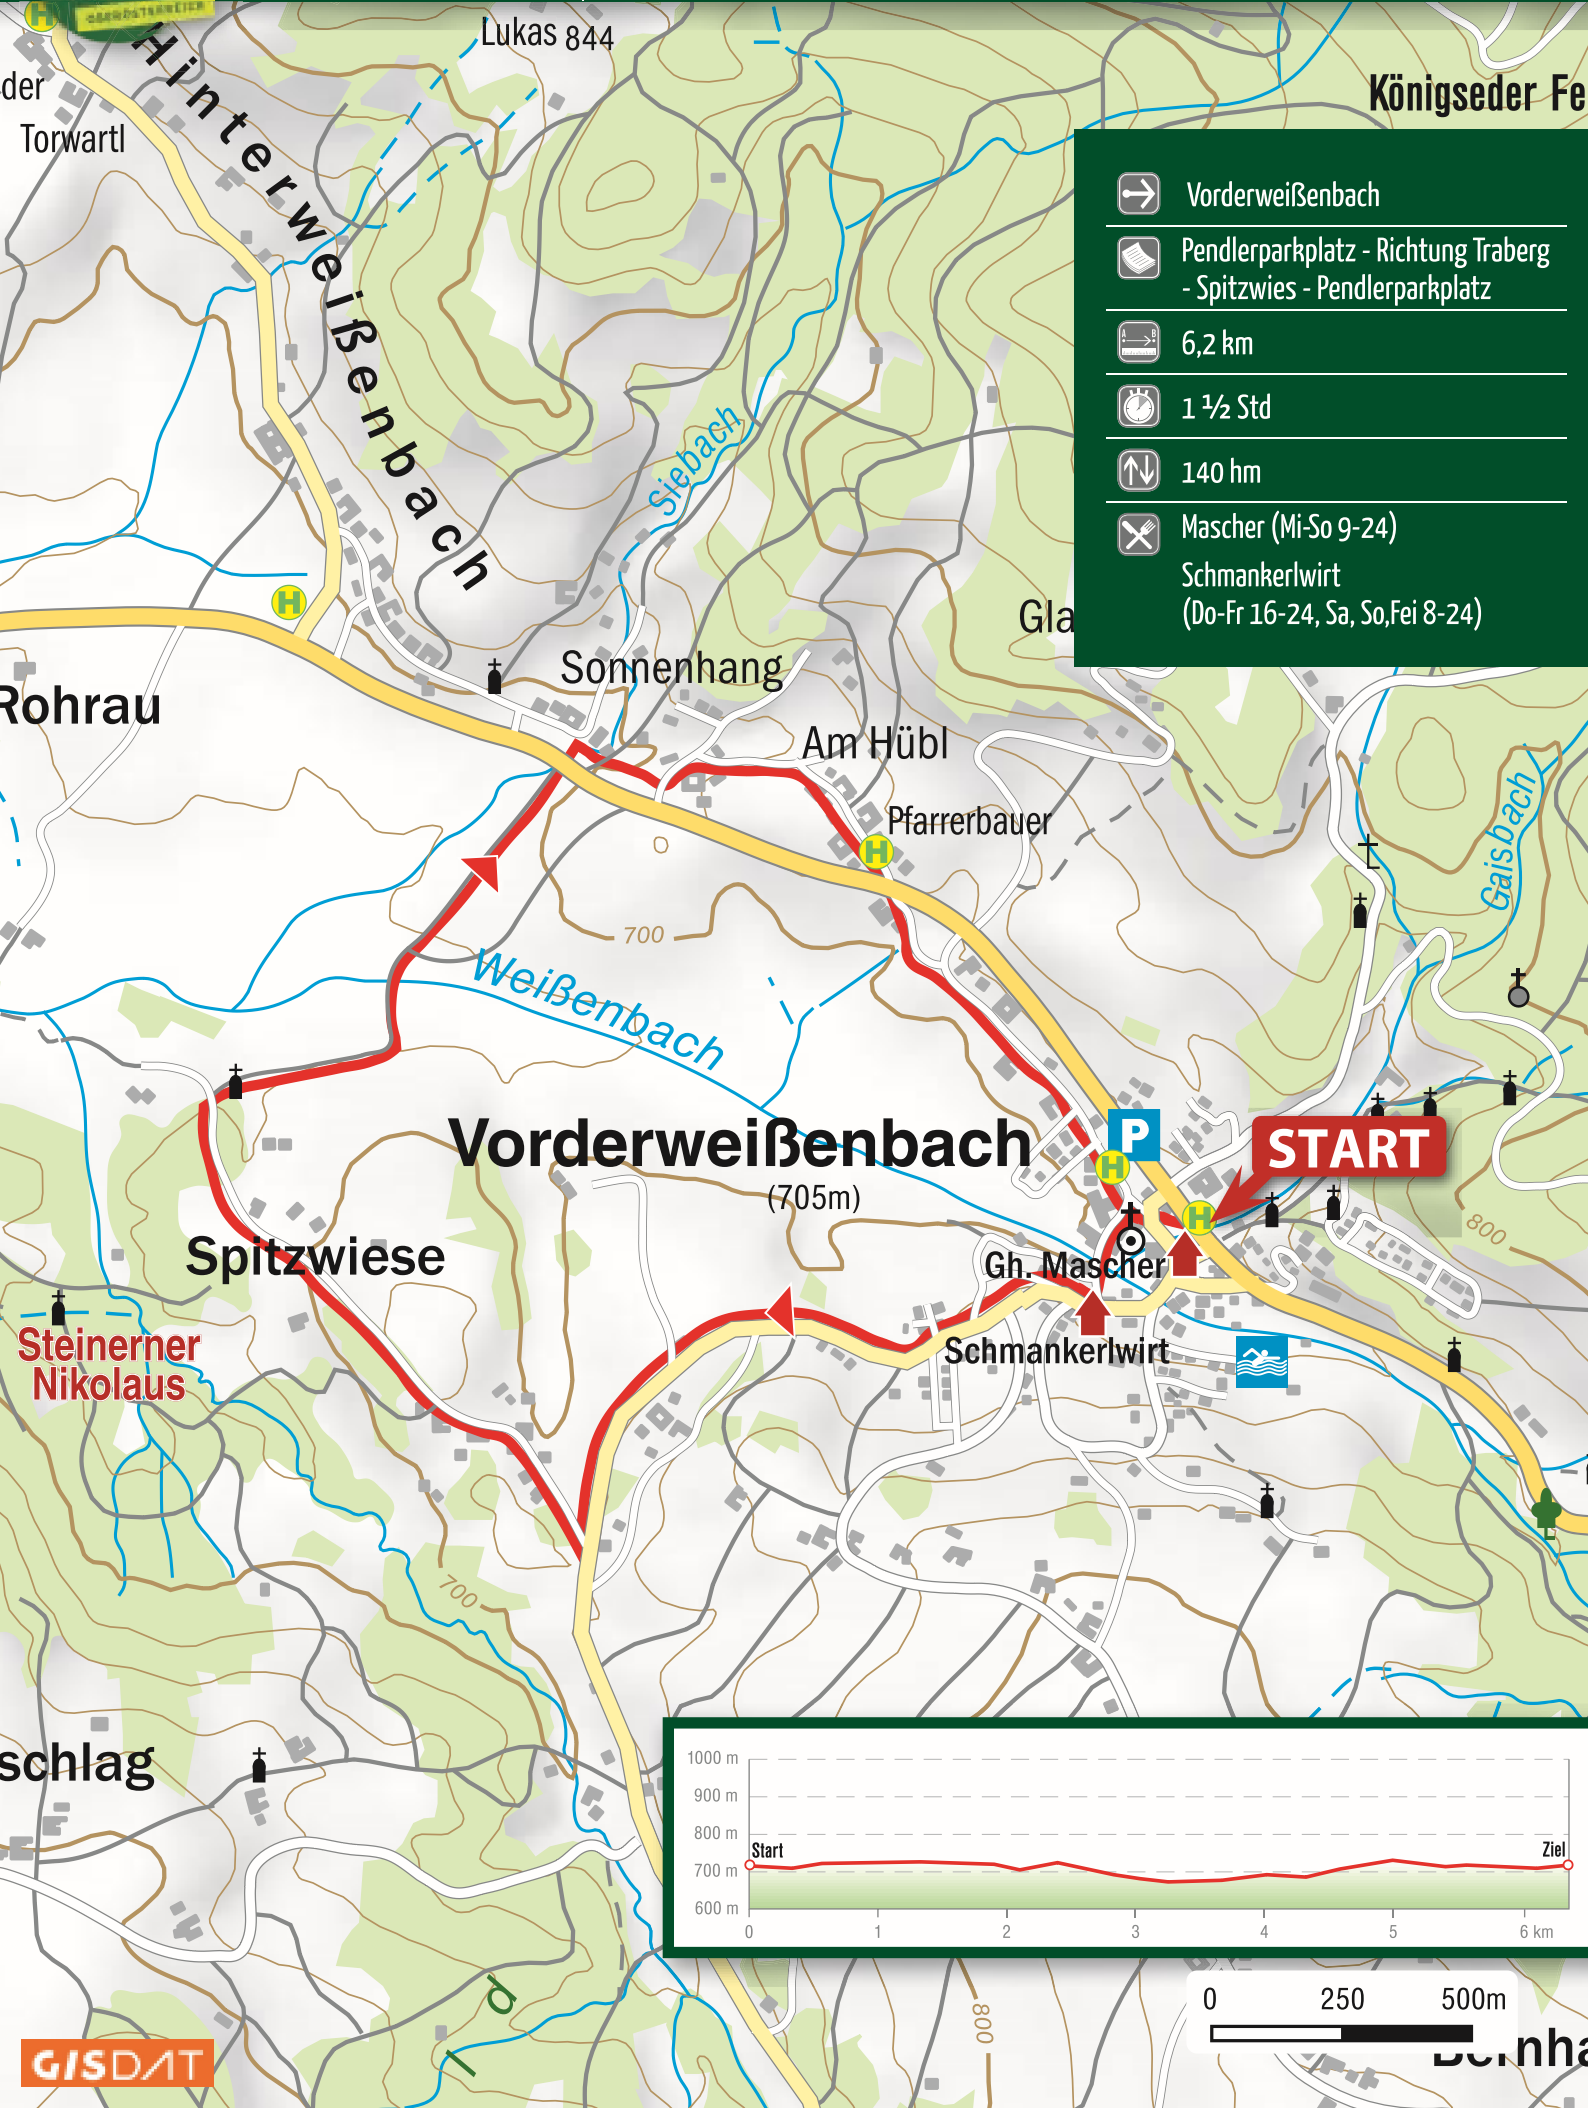 H
OBERÖSTERREICH
Lukas 844
der
Torwartl
Hinterweißenbach
Königseder Fe
Vorderweißenbach
Pendlerparkplatz - Richtung Traberg
- Spitzwies - Pendlerparkplatz
6,2 km
1 ½ Std
140 hm
Mascher (Mi-So 9-24)
Schmankerlwirt
(Do-Fr 16-24, Sa, So,Fei 8-24)
Siebach
H
Gla
Sonnenhang
Rohrau
Am Hübl
Pfarrerbauer
H
Gaisbach
700
Weißenbach
Vorderweißenbach
(705m)
P
H
START
H
800
Spitzwiese
Gh. Mascher
Steinerner
Nikolaus
Schmankerlwirt
700
schlag
1000 m
900 m
800 m
700 m
600 m
Start
Ziel
0 1 2 3 4 5 6 km
d
l
800
0 250 500m
GISDAT